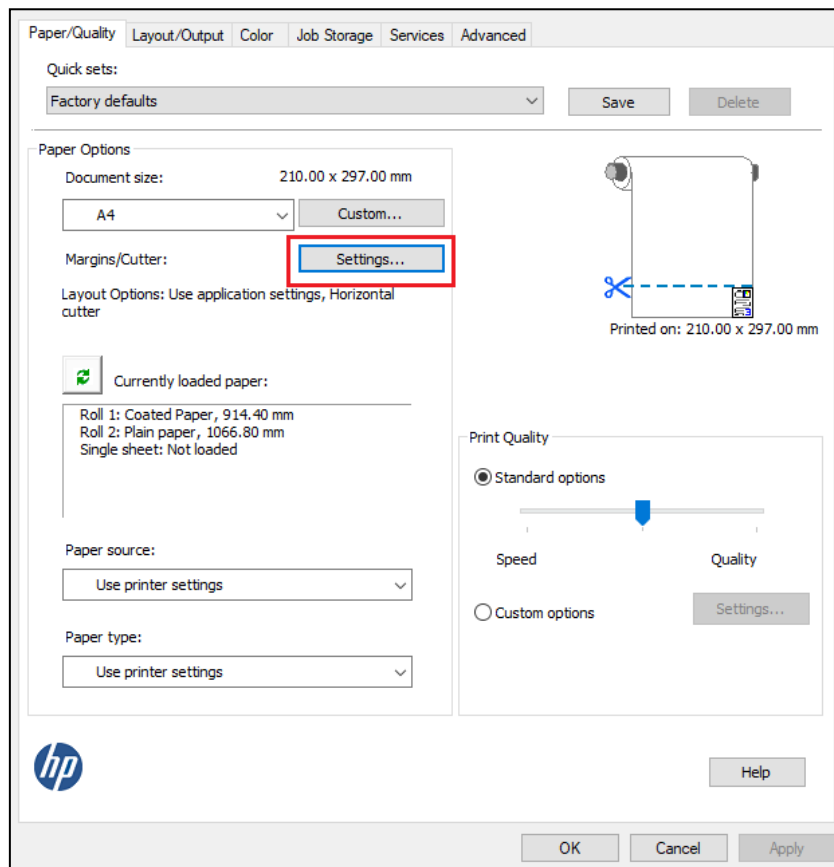 Paper/Quality Layout/Output Color Job Storage Services Advanced
Quick sets:
Factory defaults Save Delete
Paper Options
Document size: 210.00 x 297.00 mm
A4 Custom...
Margins/Cutter: Settings...
Layout Options: Use application settings, Horizontal
cutter
Printed on: 210.00 x 297.00 mm
Currently loaded paper:
Roll 1: Coated Paper, 914.40 mm
Roll 2: Plain paper, 1066.80 mm
Single sheet: Not loaded
Print Quality
Standard options
Speed Quality
Custom options Settings...
Paper source:
Use printer settings
Paper type:
Use printer settings
hp
Help
OK Cancel Apply